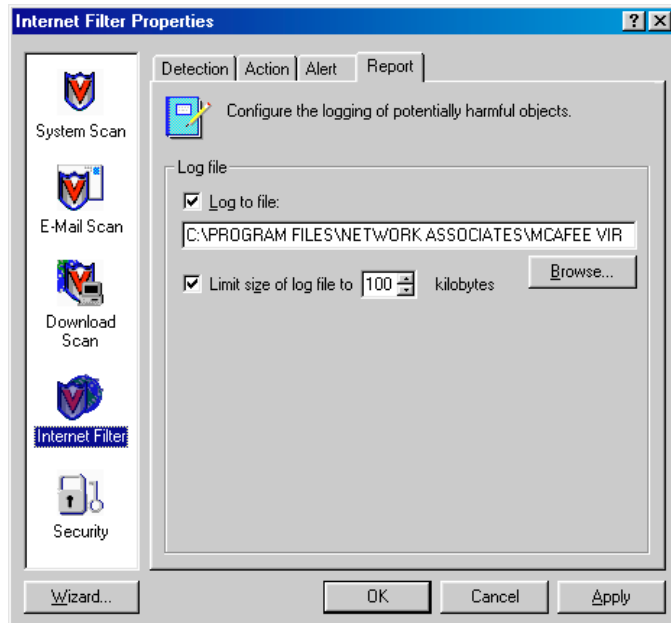 Internet Filter Properties
System Scan
E-Mail Scan
Download
Scan
Internet Filter
Security
Detection
Action
Alert
Report
Configure the logging of potentially harmful objects.
Log file
Log to file:
C:\PROGRAM FILES\NETWORK ASSOCIATES\MCAFEE VIR
Browse...
Limit size of log file to 100 kilobytes
Wizard...
OK
Cancel
Apply